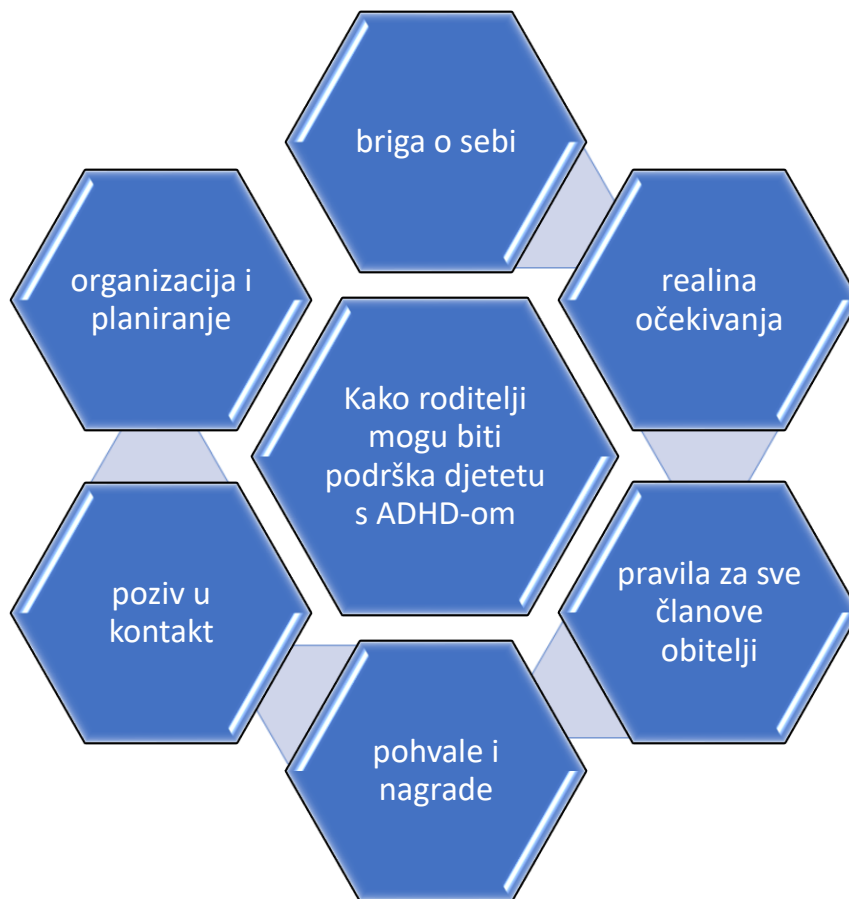 briga o sebi
organizacija i
planiranje
realina
očekivanja
Kako roditelji
mogu biti
podrška djetetu
s ADHD-om
poziv u
kontakt
pravila za sve
članove
obitelji
pohvale i
nagrade